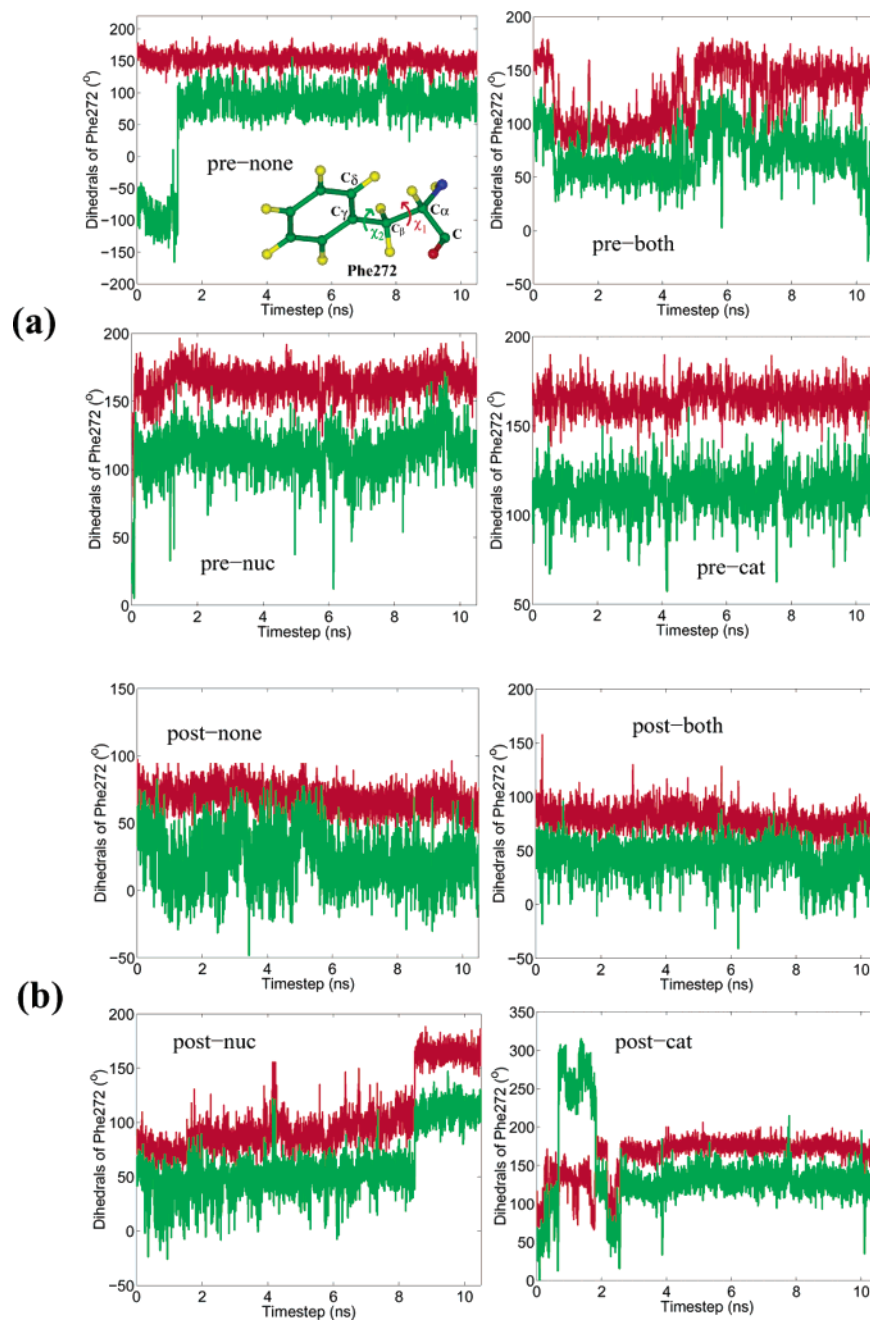 (a)
Dihedrals of Phe272 (°)
200
150
100
50
0
−50
−100
−150
−200
pre−none
Cδ
Cγ
χ2
Cβ
χ1
Cα
C
Phe272
0 2 4 6 8 10
Timestep (ns)
Dihedrals of Phe272 (°)
200
150
100
50
0
−50
pre−both
0 2 4 6 8 10
Timestep (ns)
Dihedrals of Phe272 (°)
200
150
100
50
0
pre−nuc
0 2 4 6 8 10
Timestep (ns)
Dihedrals of Phe272 (°)
200
150
100
50
pre−cat
0 2 4 6 8 10
Timestep (ns)
(b)
Dihedrals of Phe272 (°)
150
100
50
0
−50
post−none
0 2 4 6 8 10
Timestep (ns)
Dihedrals of Phe272 (°)
200
150
100
50
0
−50
post−both
0 2 4 6 8 10
Timestep (ns)
Dihedrals of Phe272 (°)
200
150
100
50
0
−50
post−nuc
0 2 4 6 8 10
Timestep (ns)
Dihedrals of Phe272 (°)
350
300
250
200
150
100
50
0
post−cat
0 2 4 6 8 10
Timestep (ns)